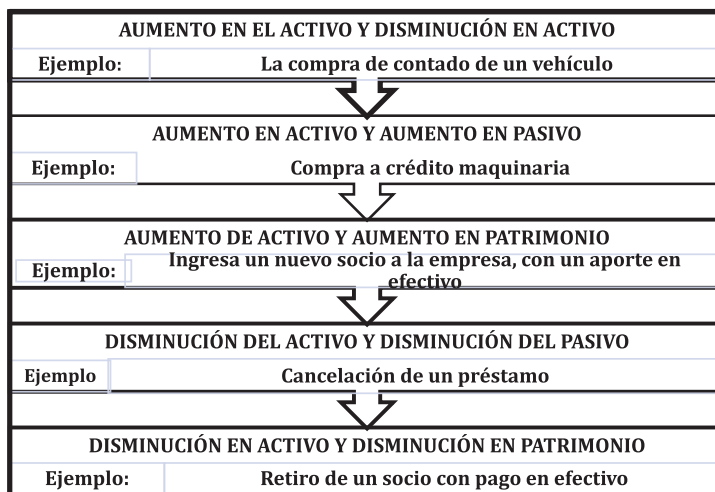 AUMENTO EN EL ACTIVO Y DISMINUCIÓN EN ACTIVO
Ejemplo: La compra de contado de un vehículo
AUMENTO EN ACTIVO Y AUMENTO EN PASIVO
Ejemplo: Compra a crédito maquinaria
AUMENTO DE ACTIVO Y AUMENTO EN PATRIMONIO
Ejemplo: Ingresa un nuevo socio a la empresa, con un aporte en
efectivo
DISMINUCIÓN DEL ACTIVO Y DISMINUCIÓN DEL PASIVO
Ejemplo Cancelación de un préstamo
DISMINUCIÓN EN ACTIVO Y DISMINUCIÓN EN PATRIMONIO
Ejemplo: Retiro de un socio con pago en efectivo